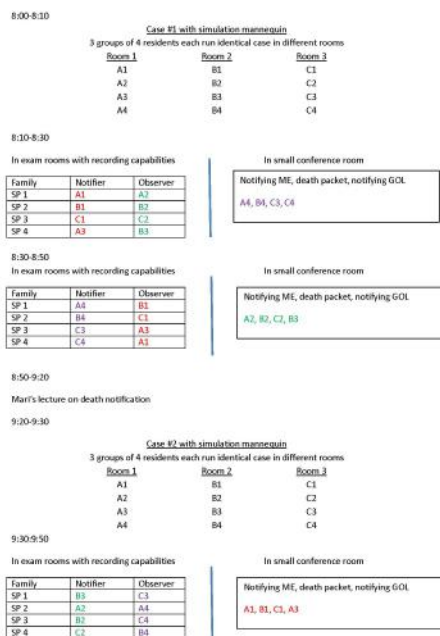 8:00-8:10
Case #1 with simulation mannequin
3 groups of 4 residents each run identical case in different rooms
Room 1 Room 2 Room 3
A1 B1 C1
A2 B2 C2
A3 B3 C3
A4 B4 C4
8:10-8:30
In exam rooms with recording capabilities In small conference room
Family Notifier Observer
SP 1 A1 A2
SP 2 B1 B2
SP 3 C1 C2
SP 4 A3 B3
Notifying ME, death packet, notifying GOL
A4, B4, C3, C4
8:30-8:50
In exam rooms with recording capabilities In small conference room
Family Notifier Observer
SP 1 A4 B1
SP 2 B4 C1
SP 3 C3 A3
SP 4 C4 A1
Notifying ME, death packet, notifying GOL
A2, B2, C2, B3
8:50-9:20
Mari's lecture on death notification
9:20-9:30
Case #2 with simulation mannequin
3 groups of 4 residents each run identical case in different rooms
Room 1 Room 2 Room 3
A1 B1 C1
A2 B2 C2
A3 B3 C3
A4 B4 C4
9:30:9:50
In exam rooms with recording capabilities In small conference room
Family Notifier Observer
SP 1 B3 C3
SP 2 A2 A4
SP 3 B2 C4
SP 4 C2 B4
Notifying ME, death packet, notifying GOL
A1, B1, C1, A3